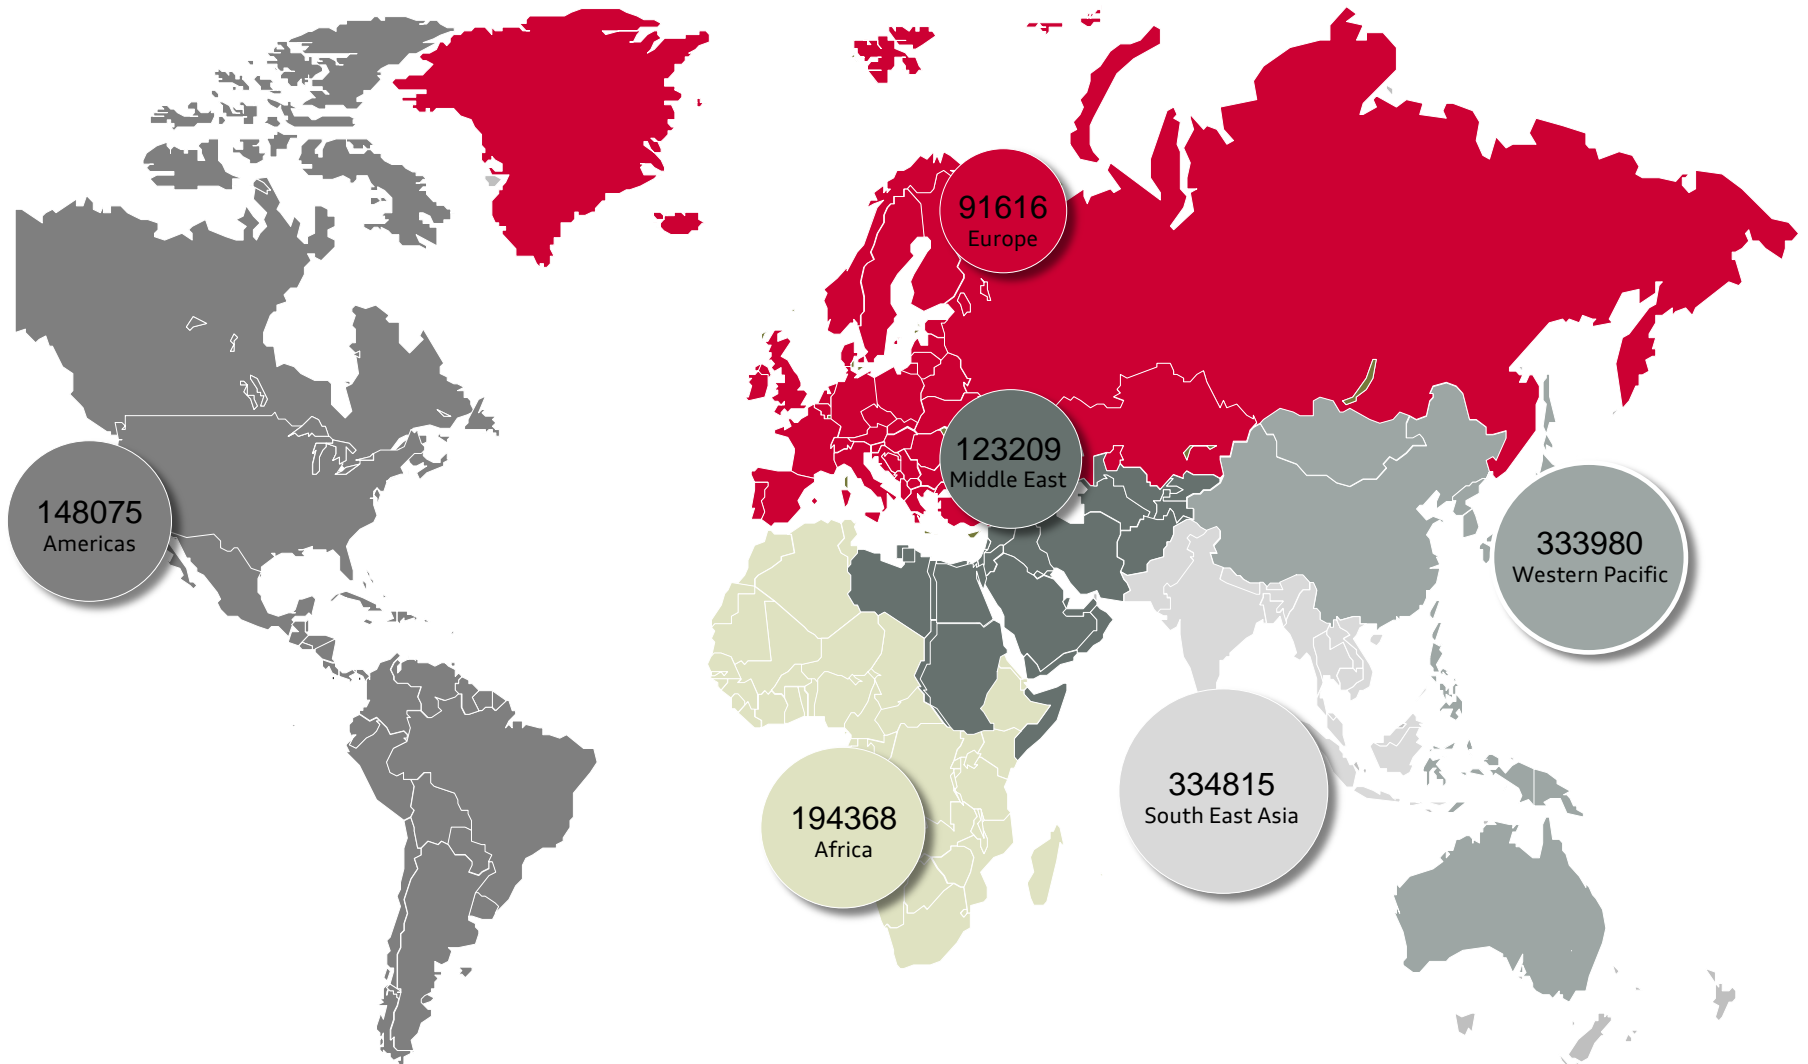 91616
Europe
123209
Middle East
148075
Americas
333980
Western Pacific
334815
South East Asia
194368
Africa